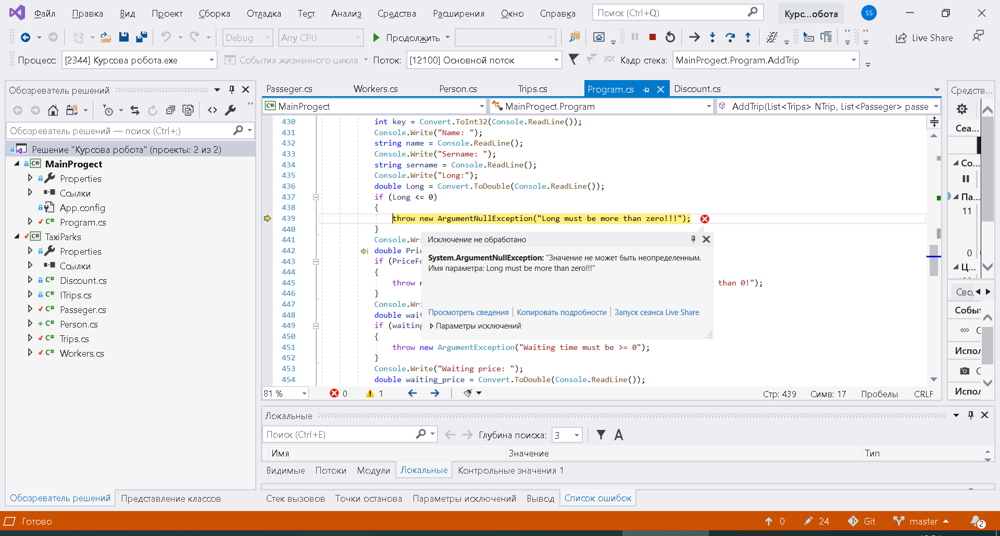 Файл Правка Вид Проект Сборка Отладка Тест Анализ Средства Расширения Окно Справка Поиск (Ctrl+Q) Курс...обота SS
Debug Any CPU Продолжить Live Share
Процесс: [2344] Курсова робота.exe События жизненного цикла Поток: [12100] Основной поток Кадр стека: MainProgect.Program.AddTrip
Обозреватель решений
Обозреватель решений — поиск (Ctrl+;)
Решение "Курсова робота" (проекты: 2 из 2)
C# MainProgect
Properties
Ссылки
App.config
C# Program.cs
C# TaxiParks
Properties
Ссылки
C# Discount.cs
C# ITrips.cs
C# Passeger.cs
C# Person.cs
C# Trips.cs
C# Workers.cs
Обозреватель решений Представление классов
Passeger.cs Workers.cs Person.cs Trips.cs Program.cs Discount.cs
C# MainProgect MainProgect.Program AddTrip(List<Trips> NTrip, List<Passeger> passe
430 int key = Convert.ToInt32(Console.ReadLine());
431 Console.Write("Name: ");
432 string name = Console.ReadLine();
433 Console.Write("Sername: ");
434 string sername = Console.ReadLine();
435 Console.Write("Long:");
436 double Long = Convert.ToDouble(Console.ReadLine());
437 if (Long <= 0)
438 {
439 throw new ArgumentNullException("Long must be more than zero!!!");
440 }
441 Console.Wri
442 double Pric
443 if (PriceFo
444 {
445 throw n than 0!");
446 }
447 Console.Wri
448 double wait
449 if (waiting
450 {
451 throw new ArgumentException("Waiting time must be >= 0");
452 }
453 Console.Write("Waiting price: ");
454 double waiting_price = Convert.ToDouble(Console.ReadLine());
Исключение не обработано
System.ArgumentNullException: "Значение не может быть неопределенным.
Имя параметра: Long must be more than zero!!!"
Просмотреть сведения Копировать подробности Запуск сеанса Live Share
Параметры исключений
81 % 0 1 Стр: 439 Симв: 17 Пробелы CRLF
Локальные
Поиск (Ctrl+E) Глубина поиска: 3 A
Имя Значение Тип
Видимые Потоки Модули Локальные Контрольные значения 1
Стек вызовов Точки останова Параметры исключений Вывод Список ошибок
Средств...
Сеа...
Со...
Па...
11
0
Ц...
Сво
Собы
Испол
Испол
Готово 0 24 Git master 2